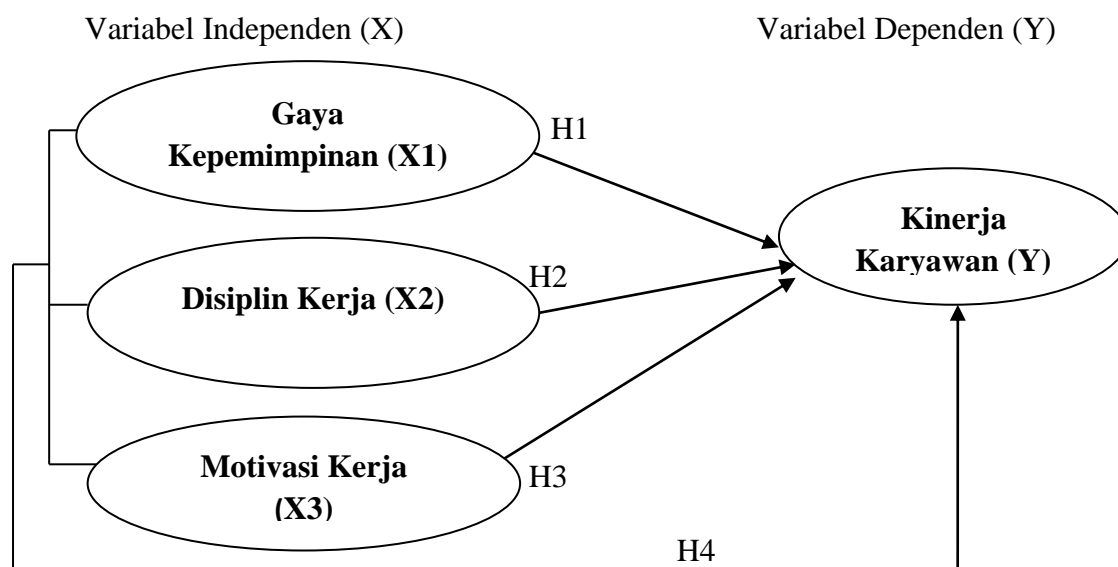 Variabel Independen (X)
Variabel Dependen (Y)
Gaya
Kepemimpinan (X1)
H1
Kinerja
Karyawan (Y)
Disiplin Kerja (X2)
H2
Motivasi Kerja
(X3)
H3
H4